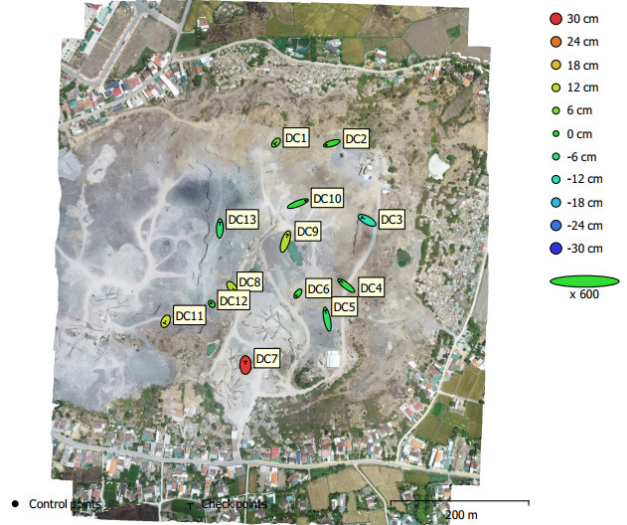 30 cm
24 cm
18 cm
12 cm
6 cm
0 cm
-6 cm
-12 cm
-18 cm
-24 cm
-30 cm
x 600
DC1
DC2
DC10
DC3
DC13
DC9
DC8
DC6
DC4
DC12
DC5
DC11
DC7
Control points
Check points
200 m